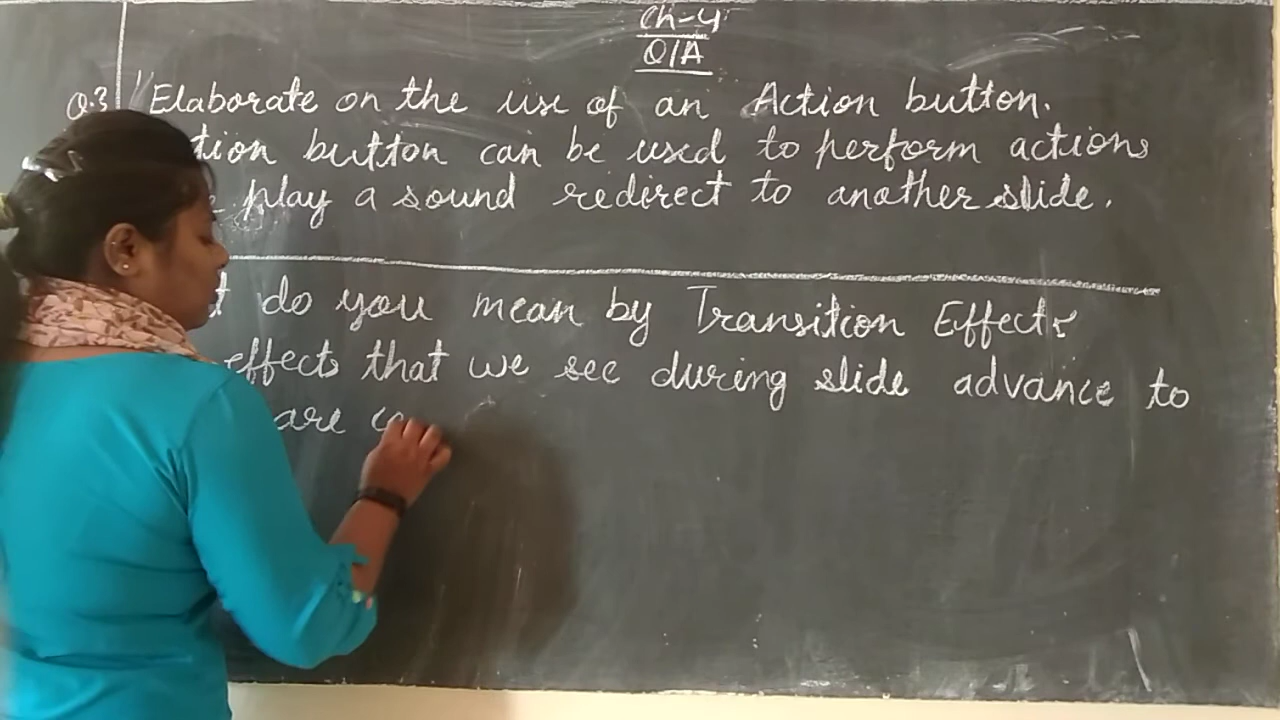 Ch-4
Q/A
Q.3 Elaborate on the use of an Action button.
tion button can be used to perform actions
play a sound redirect to another slide.
do you mean by Transition Effects
effects that we see during slide advance to
are